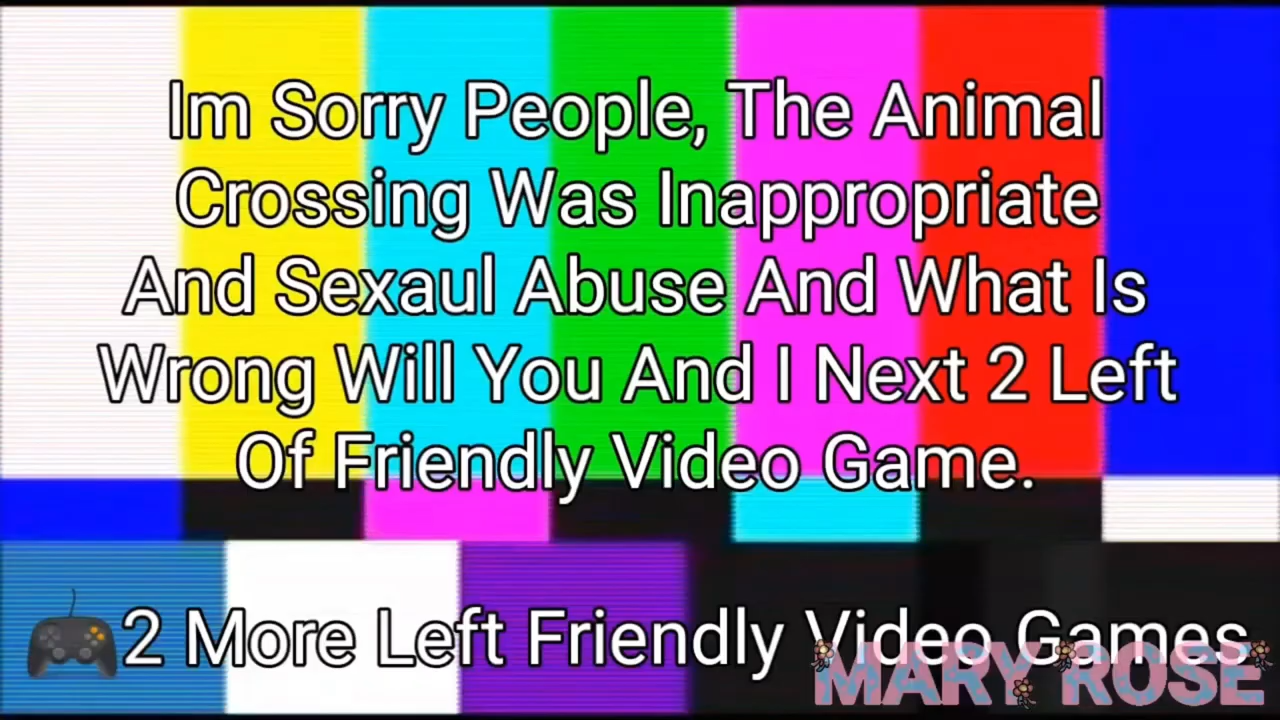 Im Sorry People, The Animal
Crossing Was Inappropriate
And Sexaul Abuse And What Is
Wrong Will You And I Next 2 Left
Of Friendly Video Game.
2 More Left Friendly Video Games
MARY ROSE